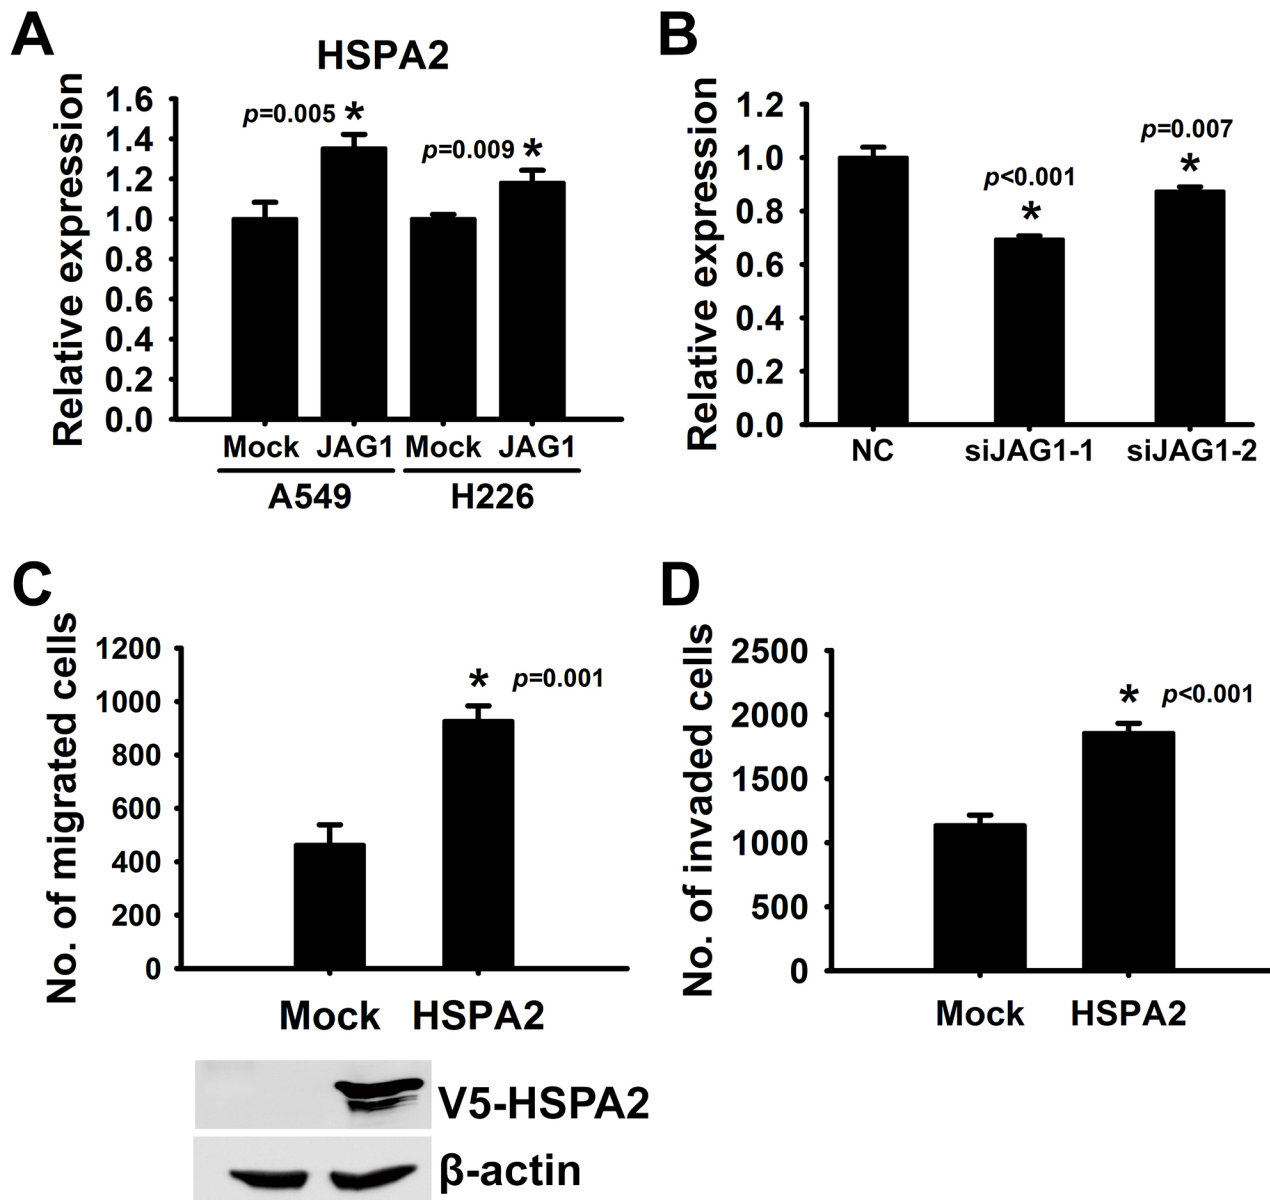 A
HSPA2
Relative expression
1.6
1.4
1.2
1.0
0.8
0.6
0.4
0.2
0.0
p=0.005 *
p=0.009 *
Mock JAG1 Mock JAG1
A549 H226
B
Relative expression
1.2
1.0
0.8
0.6
0.4
0.2
0.0
p<0.001
*
p=0.007
*
NC siJAG1-1 siJAG1-2
C
No. of migrated cells
1200
1000
800
600
400
200
0
* p=0.001
Mock HSPA2
V5-HSPA2
β-actin
D
No. of invaded cells
2500
2000
1500
1000
500
0
* p<0.001
Mock HSPA2